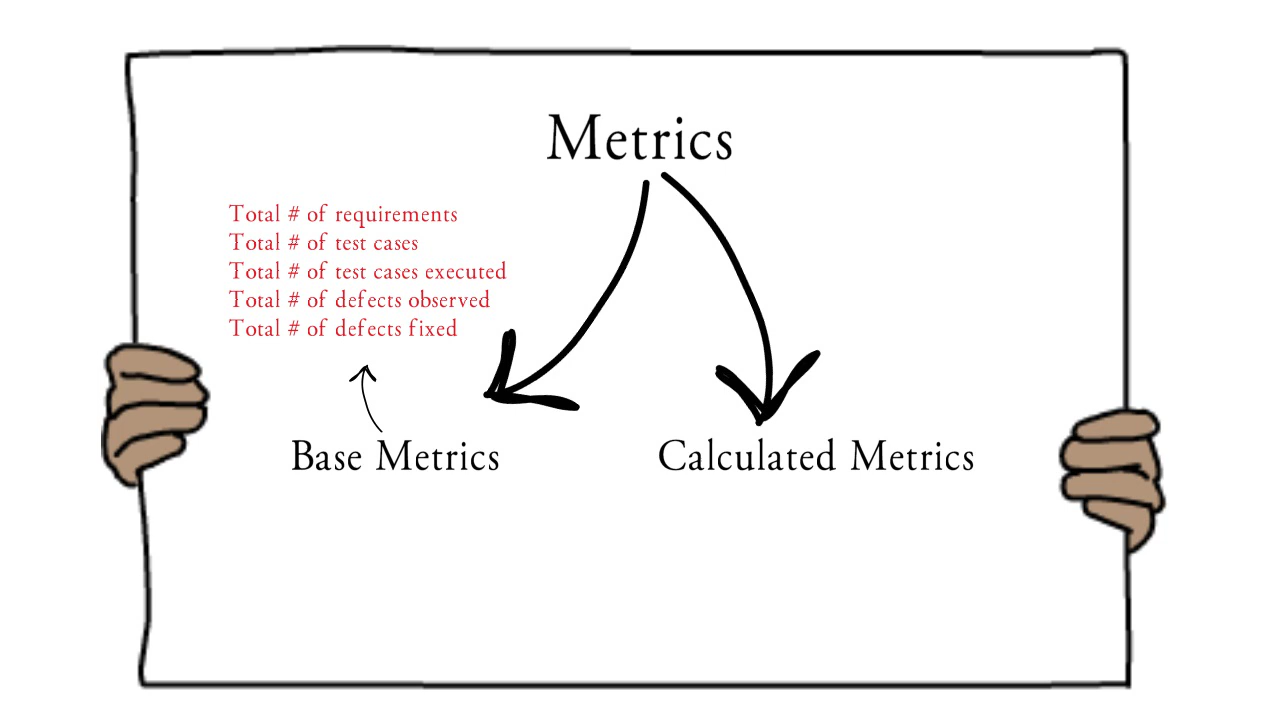 Metrics
Total # of requirements
Total # of test cases
Total # of test cases executed
Total # of defects observed
Total # of defects fixed
Base Metrics
Calculated Metrics